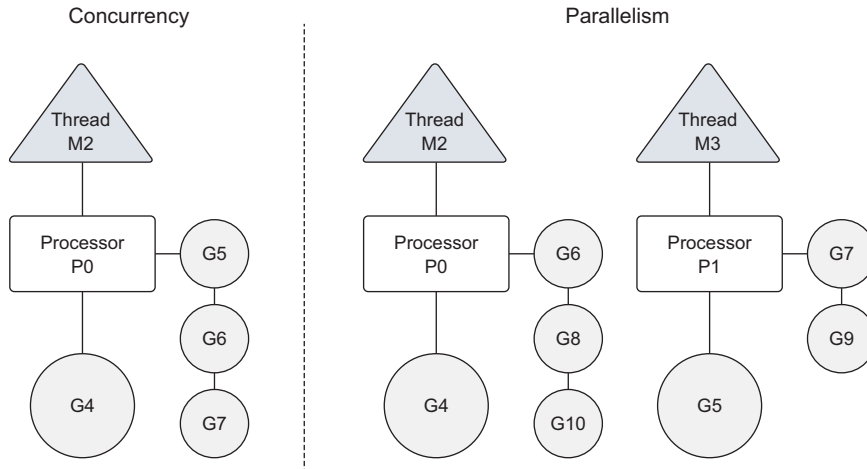 Concurrency
Thread
M2
Processor
P0
G5
G6
G7
G4
Parallelism
Thread
M2
Processor
P0
G6
G8
G10
G4
Thread
M3
Processor
P1
G7
G9
G5